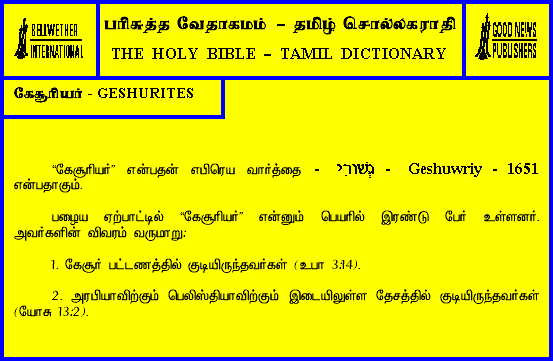 BELLWETHER
INTERNATIONAL
பரிசுத்த வேதாகமம் – தமிழ் சொல்லகராதி
THE HOLY BIBLE – TAMIL DICTIONARY
GOOD NEWS
PUBLISHERS
கேசூரியர் - GESHURITES
“கேசூரியர்” என்பதன் எபிரெய வார்த்தை - גְּשׁוּרִי - Geshuwriy - 1651
என்பதாகும்.
பழைய ஏற்பாட்டில் “கேசூரியர்” என்னும் பெயரில் இரண்டு பேர் உள்ளனர்.
அவர்களின் விவரம் வருமாறு:
1. கேசூர் பட்டணத்தில் குடியிருந்தவர்கள் (உபா 3:14).
2. அரபியாவிற்கும் பெலிஸ்தியாவிற்கும் இடையிலுள்ள தேசத்தில் குடியிருந்தவர்கள்
(யோசு 13:2).